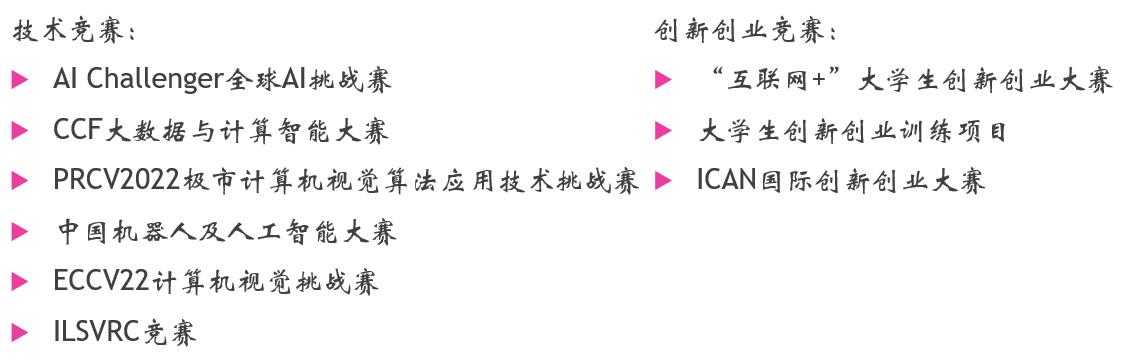 技术竞赛：
AI Challenger全球AI挑战赛
CCF大数据与计算智能大赛
PRCV2022极市计算机视觉算法应用技术挑战赛
中国机器人及人工智能大赛
ECCV22计算机视觉挑战赛
ILSVRC竞赛
创新创业竞赛：
“互联网+”大学生创新创业大赛
大学生创新创业训练项目
ICAN国际创新创业大赛